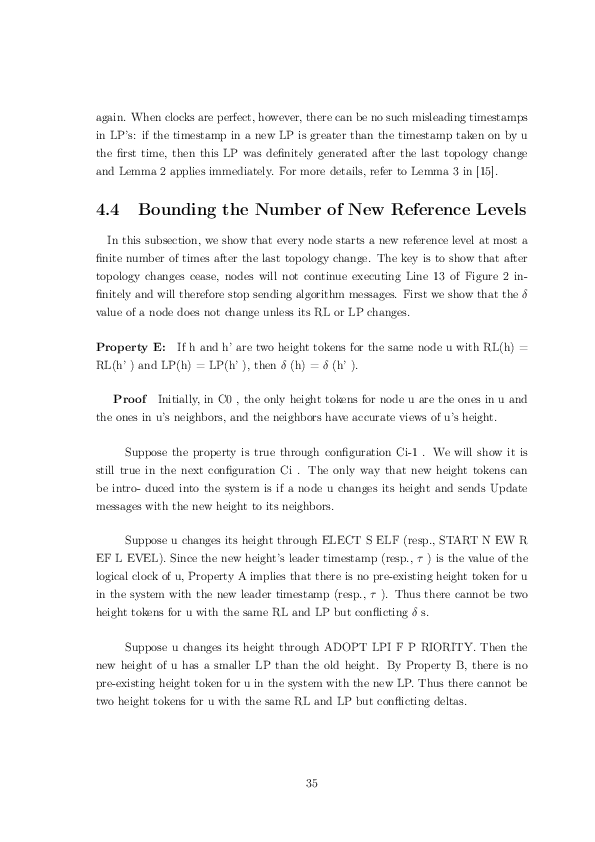 again. When clocks are perfect, however, there can be no such misleading timestamps
in LP's: if the timestamp in a new LP is greater than the timestamp taken on by u
the first time, then this LP was definitely generated after the last topology change
and Lemma 2 applies immediately. For more details, refer to Lemma 3 in [15].
4.4 Bounding the Number of New Reference Levels
In this subsection, we show that every node starts a new reference level at most a
finite number of times after the last topology change. The key is to show that after
topology changes cease, nodes will not continue executing Line 13 of Figure 2 in-
finitely and will therefore stop sending algorithm messages. First we show that the δ
value of a node does not change unless its RL or LP changes.
Property E: If h and h' are two height tokens for the same node u with RL(h) =
RL(h' ) and LP(h) = LP(h' ), then δ (h) = δ (h' ).
Proof Initially, in C0 , the only height tokens for node u are the ones in u and
the ones in u's neighbors, and the neighbors have accurate views of u's height.
Suppose the property is true through configuration Ci-1 . We will show it is
still true in the next configuration Ci . The only way that new height tokens can
be intro- duced into the system is if a node u changes its height and sends Update
messages with the new height to its neighbors.
Suppose u changes its height through ELECT S ELF (resp., START N EW R
EF L EVEL). Since the new height's leader timestamp (resp., τ ) is the value of the
logical clock of u, Property A implies that there is no pre-existing height token for u
in the system with the new leader timestamp (resp., τ ). Thus there cannot be two
height tokens for u with the same RL and LP but conflicting δ s.
Suppose u changes its height through ADOPT LPI F P RIORITY. Then the
new height of u has a smaller LP than the old height. By Property B, there is no
pre-existing height token for u in the system with the new LP. Thus there cannot be
two height tokens for u with the same RL and LP but conflicting deltas.
35